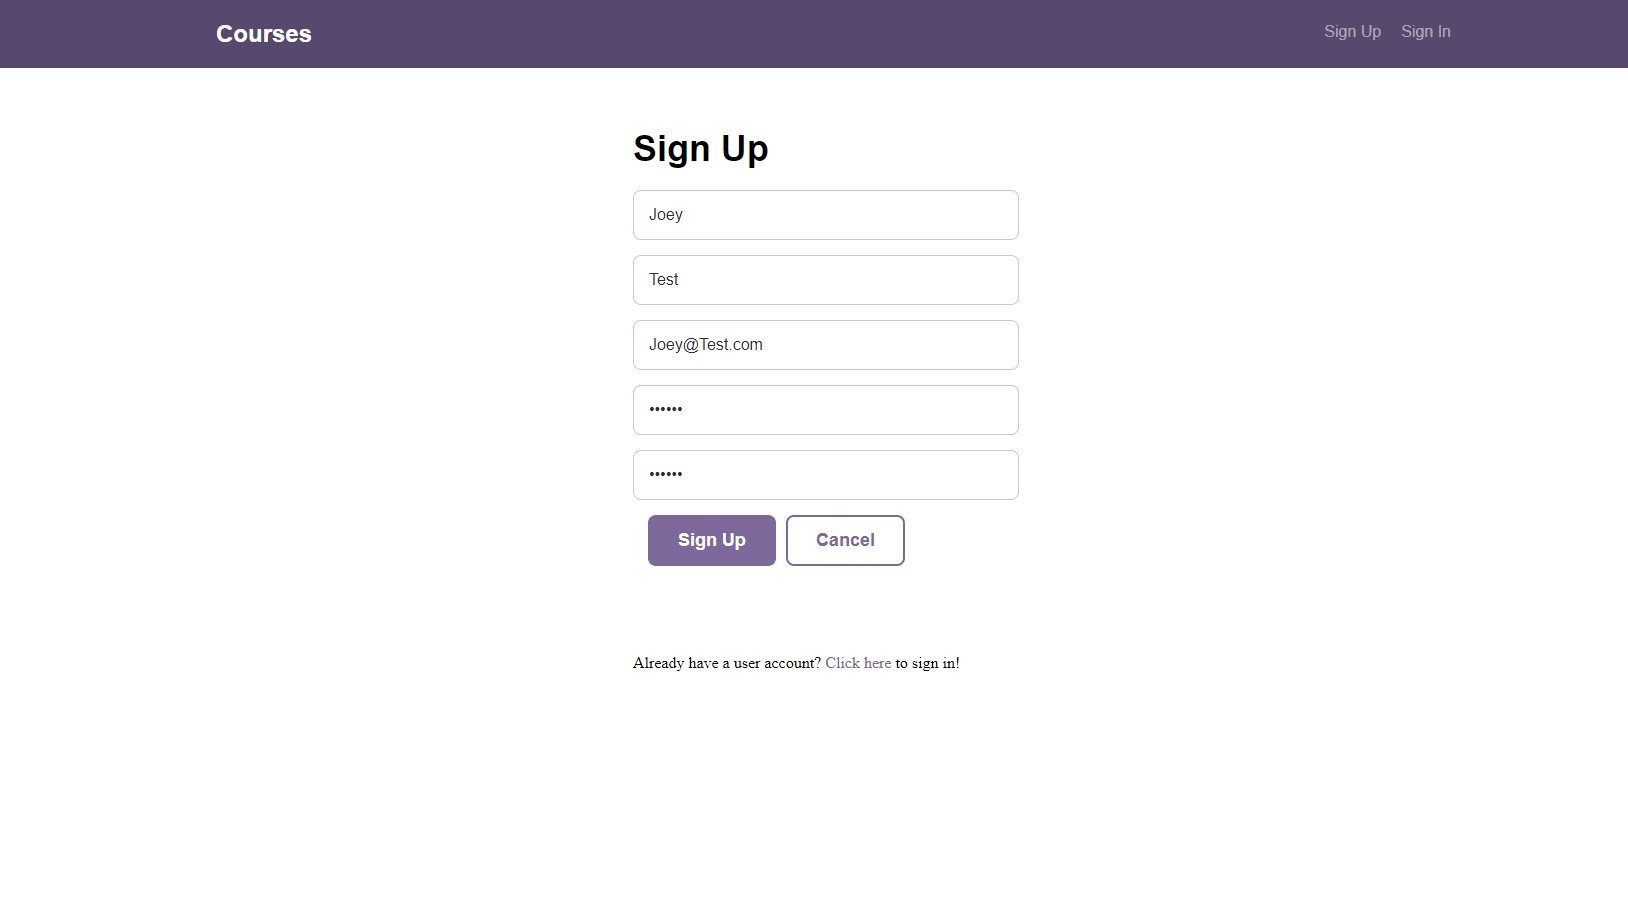 Courses
Sign Up Sign In
Sign Up
Joey
Test
Joey@Test.com
••••••
••••••
Sign Up Cancel
Already have a user account? Click here to sign in!